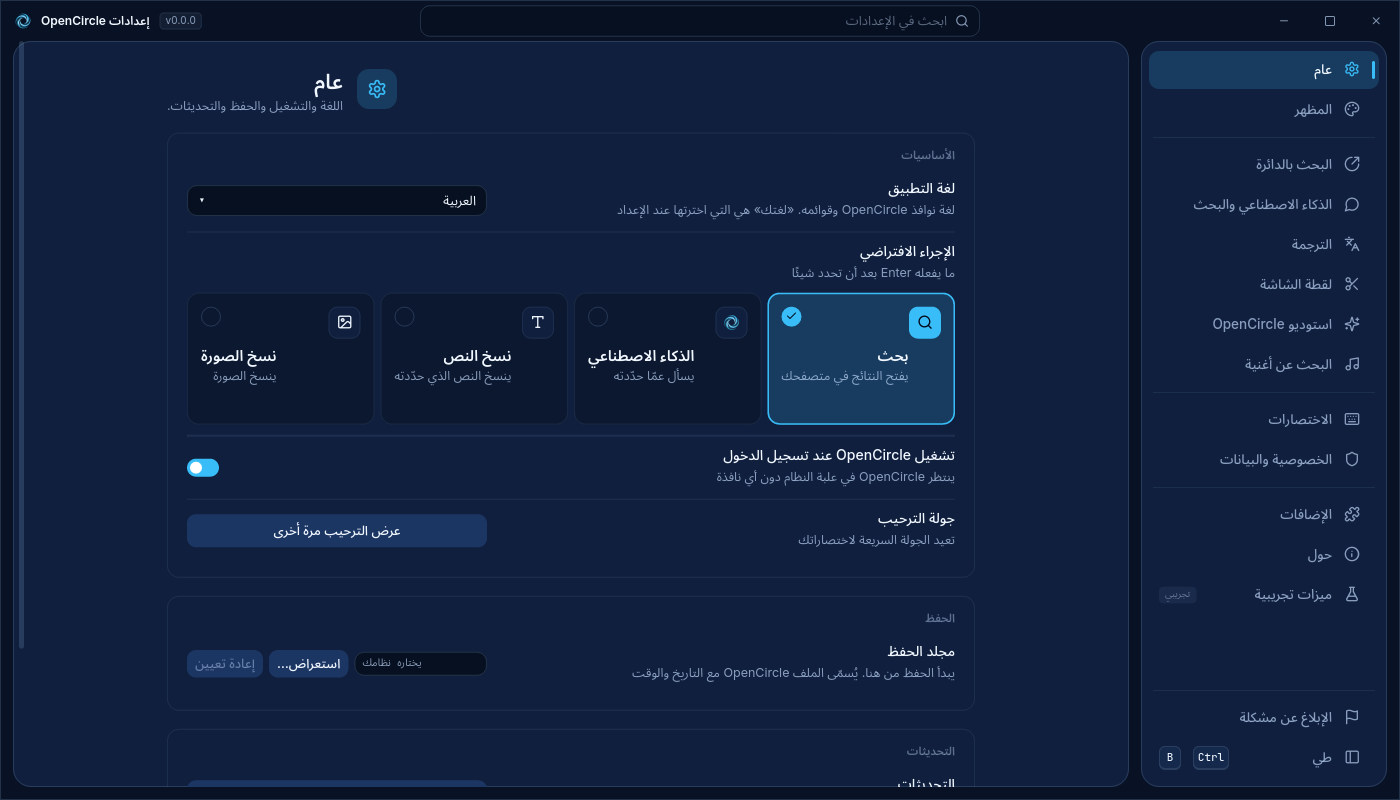 إعدادات OpenCircle
v0.0.0
ابحث في الإعدادات
عام
المظهر
البحث بالدائرة
الذكاء الاصطناعي والبحث
الترجمة
لقطة الشاشة
استوديو OpenCircle
البحث عن أغنية
الاختصارات
الخصوصية والبيانات
الإضافات
حول
ميزات تجريبية
تجريبي
الإبلاغ عن مشكلة
طي
Ctrl
B
عام
اللغة والتشغيل والحفظ والتحديثات.
الأساسيات
لغة التطبيق
لغة نوافذ OpenCircle وقوائمه. «لغتك» هي التي اخترتها عند الإعداد
العربية
الإجراء الافتراضي
ما يفعله Enter بعد أن تحدد شيئًا
بحث
يفتح النتائج في متصفحك
الذكاء الاصطناعي
يسأل عمّا حدّدته
نسخ النص
ينسخ النص الذي حدّدته
نسخ الصورة
ينسخ الصورة
تشغيل OpenCircle عند تسجيل الدخول
ينتظر OpenCircle في علبة النظام دون أي نافذة
جولة الترحيب
تعيد الجولة السريعة لاختصاراتك
عرض الترحيب مرة أخرى
الحفظ
مجلد الحفظ
يبدأ الحفظ من هنا. يُسمّى الملف OpenCircle مع التاريخ والوقت
يختاره نظامك
استعراض...
إعادة تعيين
التحديثات
التحديثات